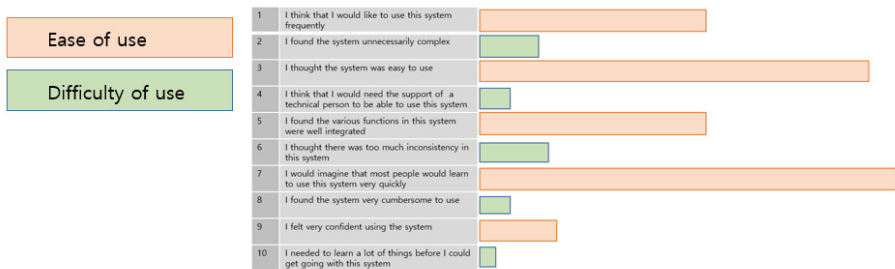 Ease of use
Difficulty of use
1 I think that I would like to use this system
frequently
2 I found the system unnecessarily complex
3 I thought the system was easy to use
4 I think that I would need the support of a
technical person to be able to use this system
5 I found the various functions in this system
were well integrated
6 I thought there was too much inconsistency in
this system
7 I would imagine that most people would learn
to use this system very quickly
8 I found the system very cumbersome to use
9 I felt very confident using the system
10 I needed to learn a lot of things before I could
get going with this system